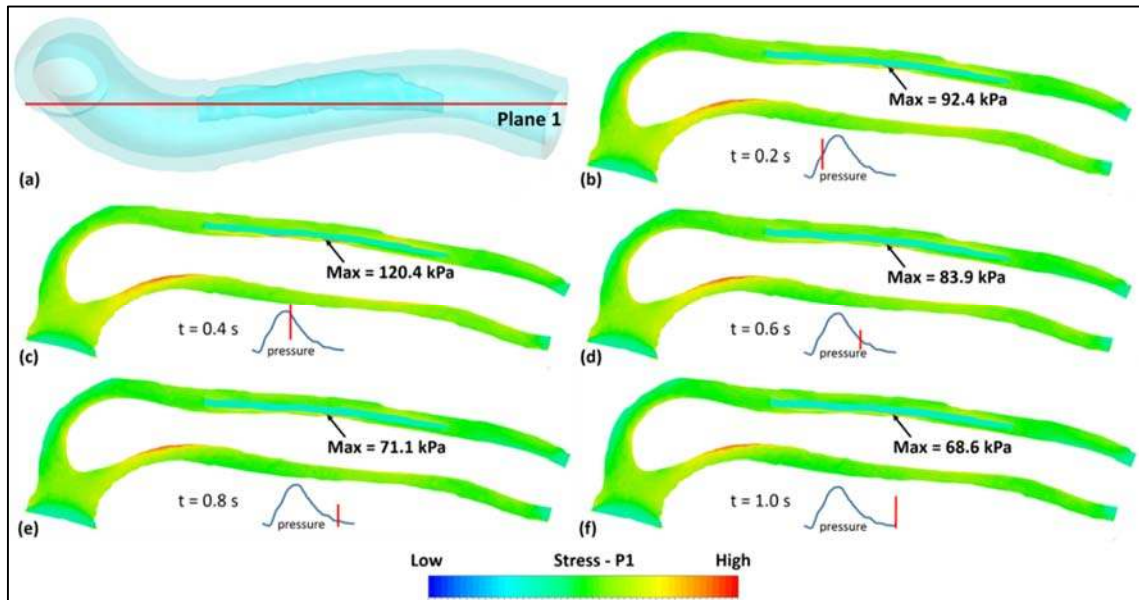 Plane 1
(a)
Max = 92.4 kPa
t = 0.2 s
pressure
(b)
Max = 120.4 kPa
t = 0.4 s
pressure
(c)
Max = 83.9 kPa
t = 0.6 s
pressure
(d)
Max = 71.1 kPa
t = 0.8 s
pressure
(e)
Max = 68.6 kPa
t = 1.0 s
pressure
(f)
Low Stress - P1 High